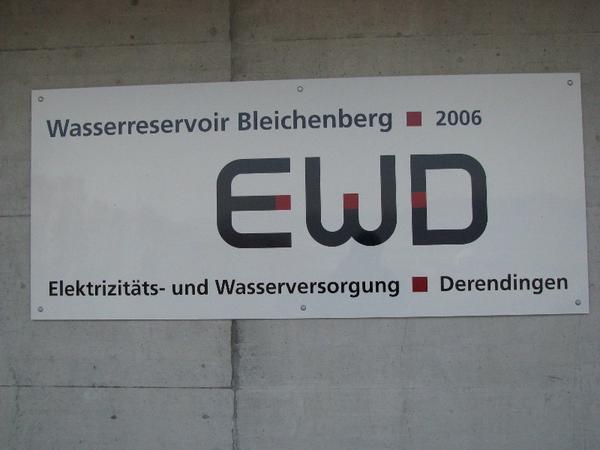 Wasserreservoir Bleichenberg ■ 2006
EWD
Elektrizitäts- und Wasserversorgung ■ Derendingen